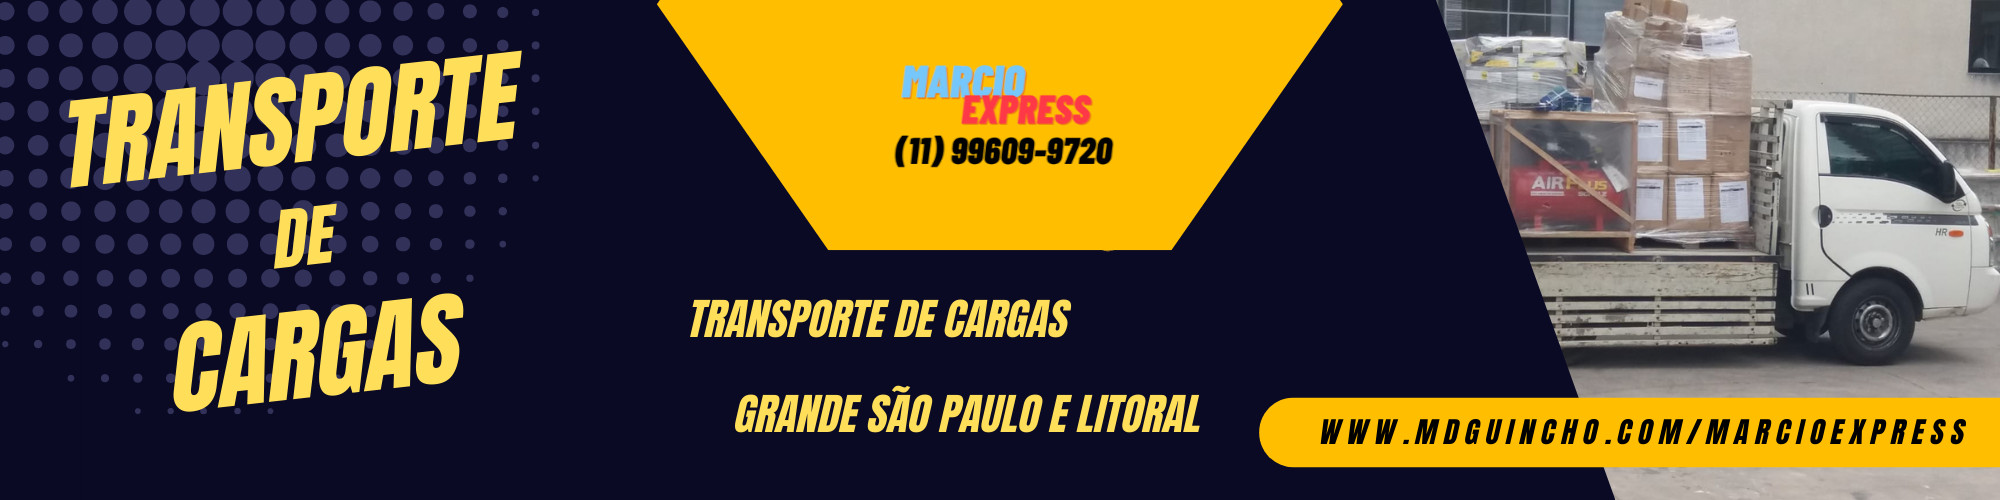 TRANSPORTE
DE
CARGAS
MARCIO
EXPRESS
(11) 99609-9720
TRANSPORTE DE CARGAS
GRANDE SÃO PAULO E LITORAL
AIRPLUS
HR
WWW.MDGUINCHO.COM/MARCIOEXPRESS